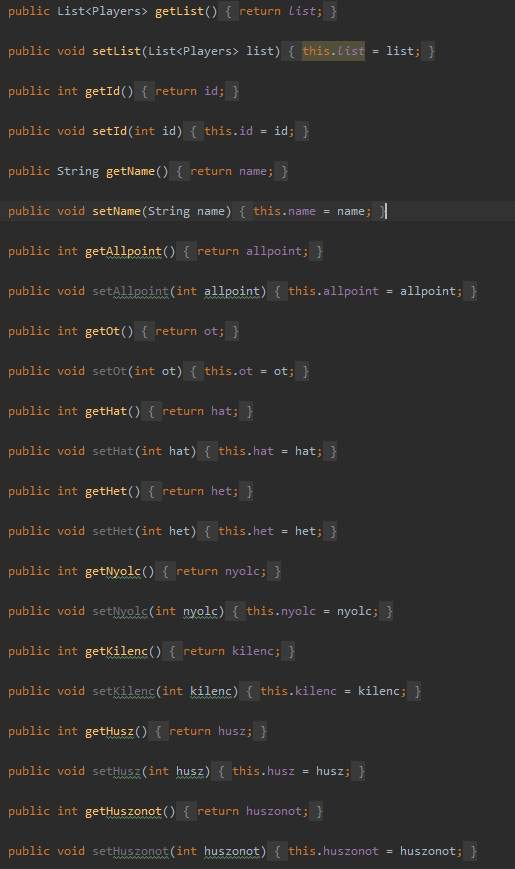 public List<Players> getList() { return list; }
public void setList(List<Players> list) { this.list = list; }
public int getId() { return id; }
public void setId(int id) { this.id = id; }
public String getName() { return name; }
public void setName(String name) { this.name = name; }
public int getAllpoint() { return allpoint; }
public void setAllpoint(int allpoint) { this.allpoint = allpoint; }
public int getOt() { return ot; }
public void setOt(int ot) { this.ot = ot; }
public int getHat() { return hat; }
public void setHat(int hat) { this.hat = hat; }
public int getHet() { return het; }
public void setHet(int het) { this.het = het; }
public int getNyolc() { return nyolc; }
public void setNyolc(int nyolc) { this.nyolc = nyolc; }
public int getKilenc() { return kilenc; }
public void setKilenc(int kilenc) { this.kilenc = kilenc; }
public int getHusz() { return husz; }
public void setHusz(int husz) { this.husz = husz; }
public int getHuszonot() { return huszonot; }
public void setHuszonot(int huszonot) { this.huszonot = huszonot; }